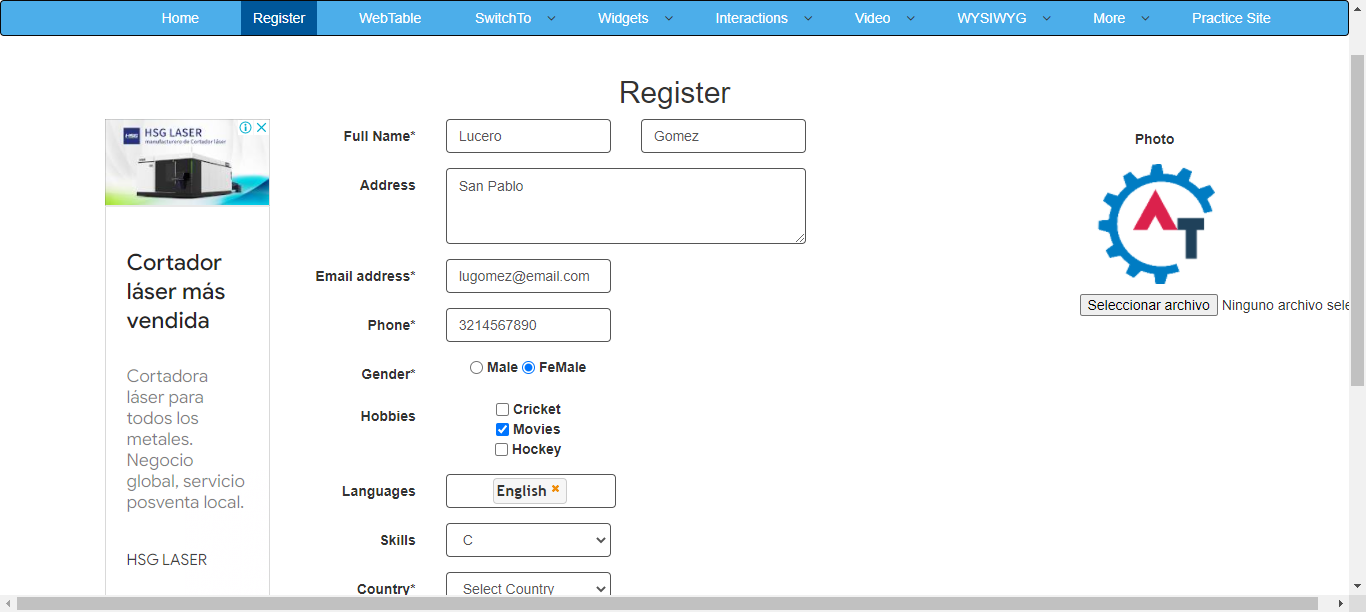 Home Register WebTable SwitchTo Widgets Interactions Video WYSIWYG More Practice Site
Register
HSG LASER
manufacturero de Cortador láser
Cortador
láser más
vendida
Cortadora
láser para
todos los
metales.
Negocio
global, servicio
posventa local.
HSG LASER
Full Name* Lucero Gomez
Address San Pablo
Email address* lugomez@email.com
Phone* 3214567890
Gender* Male FeMale
Hobbies Cricket
Movies
Hockey
Languages English
Skills C
Country* Select Country
Photo
AT
Seleccionar archivo Ninguno archivo sele